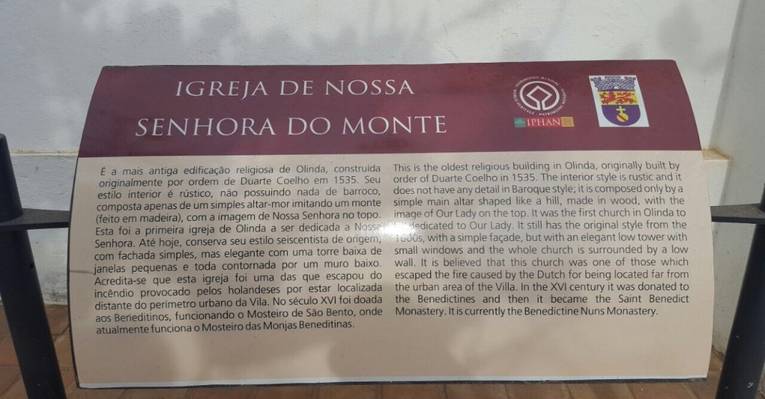 IGREJA DE NOSSA
SENHORA DO MONTE
IPHAN
É a mais antiga edificação religiosa de Olinda, construída
originalmente por ordem de Duarte Coelho em 1535. Seu
estilo interior é rústico, não possuindo nada de barroco,
composta apenas de um simples altar-mor imitando um monte
(feito em madeira), com a imagem de Nossa Senhora no topo.
Esta foi a primeira igreja de Olinda a ser dedicada a Nossa
Senhora. Até hoje, conserva seu estilo seiscentista de origem,
com fachada simples, mas elegante com uma torre baixa de
janelas pequenas e toda contornada por um muro baixo.
Acredita-se que esta igreja foi uma das que escapou do
incêndio provocado pelos holandeses por estar localizada
distante do perimetro urbano da Vila. No século XVI foi doada
aos Beneditinos, funcionando o Mosteiro de São Bento, onde
atualmente funciona o Mosteiro das Monjas Beneditinas.
This is the oldest religious building in Olinda, originally built by
order of Duarte Coelho in 1535. The interior style is rustic and it
does not have any detail in Baroque style; it is composed only by a
simple main altar shaped like a hill, made in wood, with the
image of Our Lady on the top. It was the first church in Olinda to
dedicated to Our Lady. It still has the original style from the
1600s, with a simple façade, but with an elegant low tower with
small windows and the whole church is surrounded by a low
wall. It is believed that this church was one of those which
escaped the fire caused by the Dutch for being located far from
the urban area of the Villa. In the XVI century it was donated to
the Benedictines and then it became the Saint Benedict
Monastery. It is currently the Benedictine Nuns Monastery.